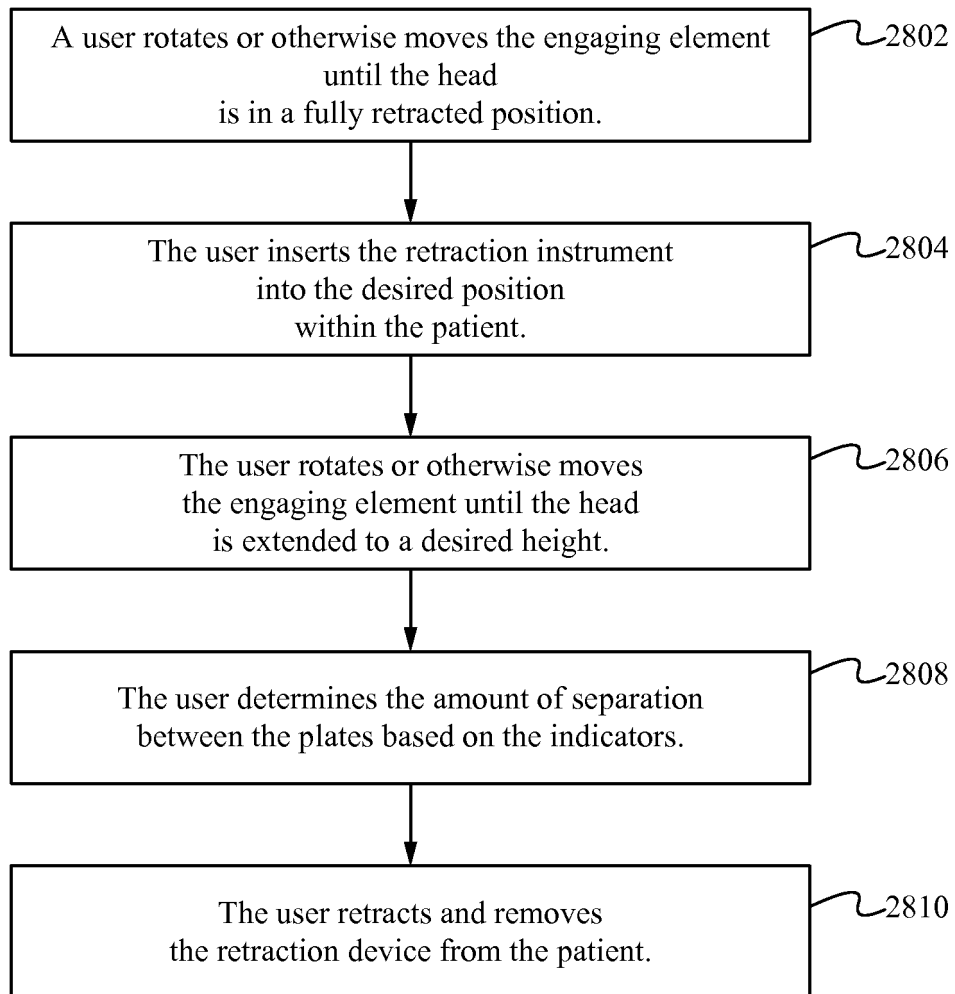 A user rotates or otherwise moves the engaging element
until the head
is in a fully retracted position.
2802
The user inserts the retraction instrument
into the desired position
within the patient.
2804
The user rotates or otherwise moves
the engaging element until the head
is extended to a desired height.
2806
The user determines the amount of separation
between the plates based on the indicators.
2808
The user retracts and removes
the retraction device from the patient.
2810